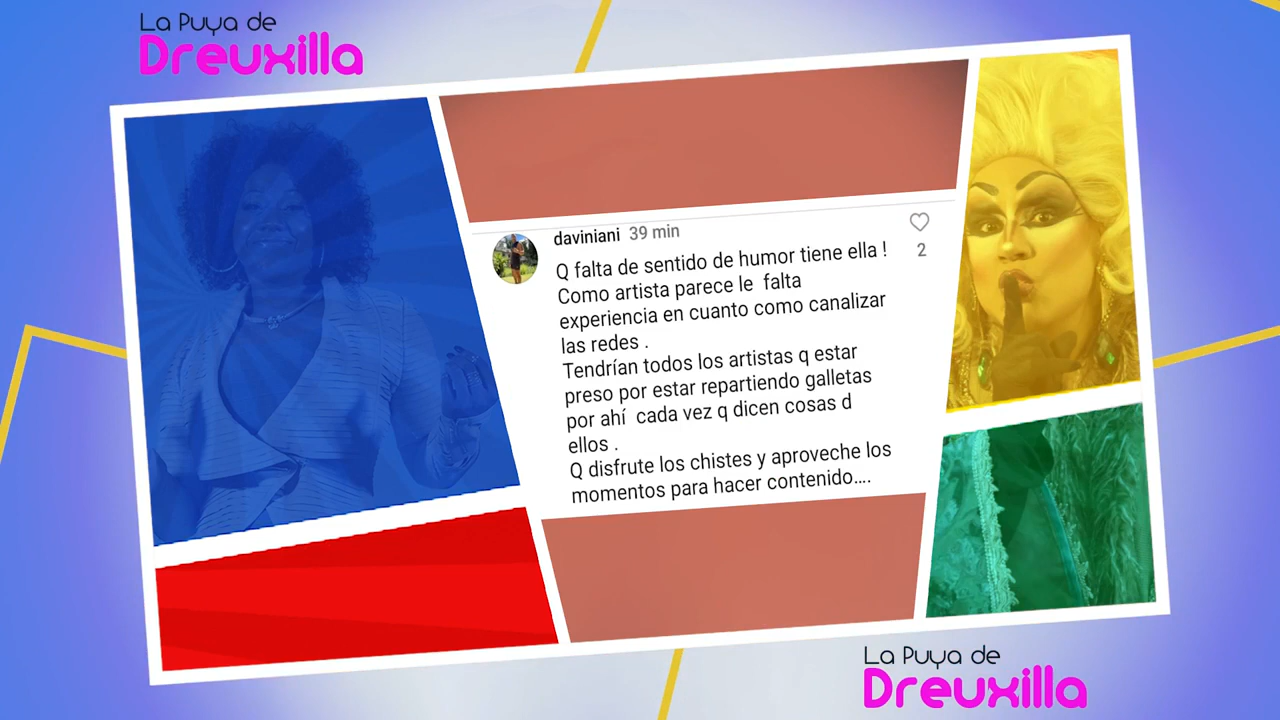 La Puya de
Dreuxilla
daviniani 39 min
Q falta de sentido de humor tiene ella !
Como artista parece le falta
experiencia en cuanto como canalizar
las redes .
Tendrían todos los artistas q estar
preso por estar repartiendo galletas
por ahí cada vez q dicen cosas d
ellos .
Q disfrute los chistes y aproveche los
momentos para hacer contenido....
2
La Puya de
Dreuxilla